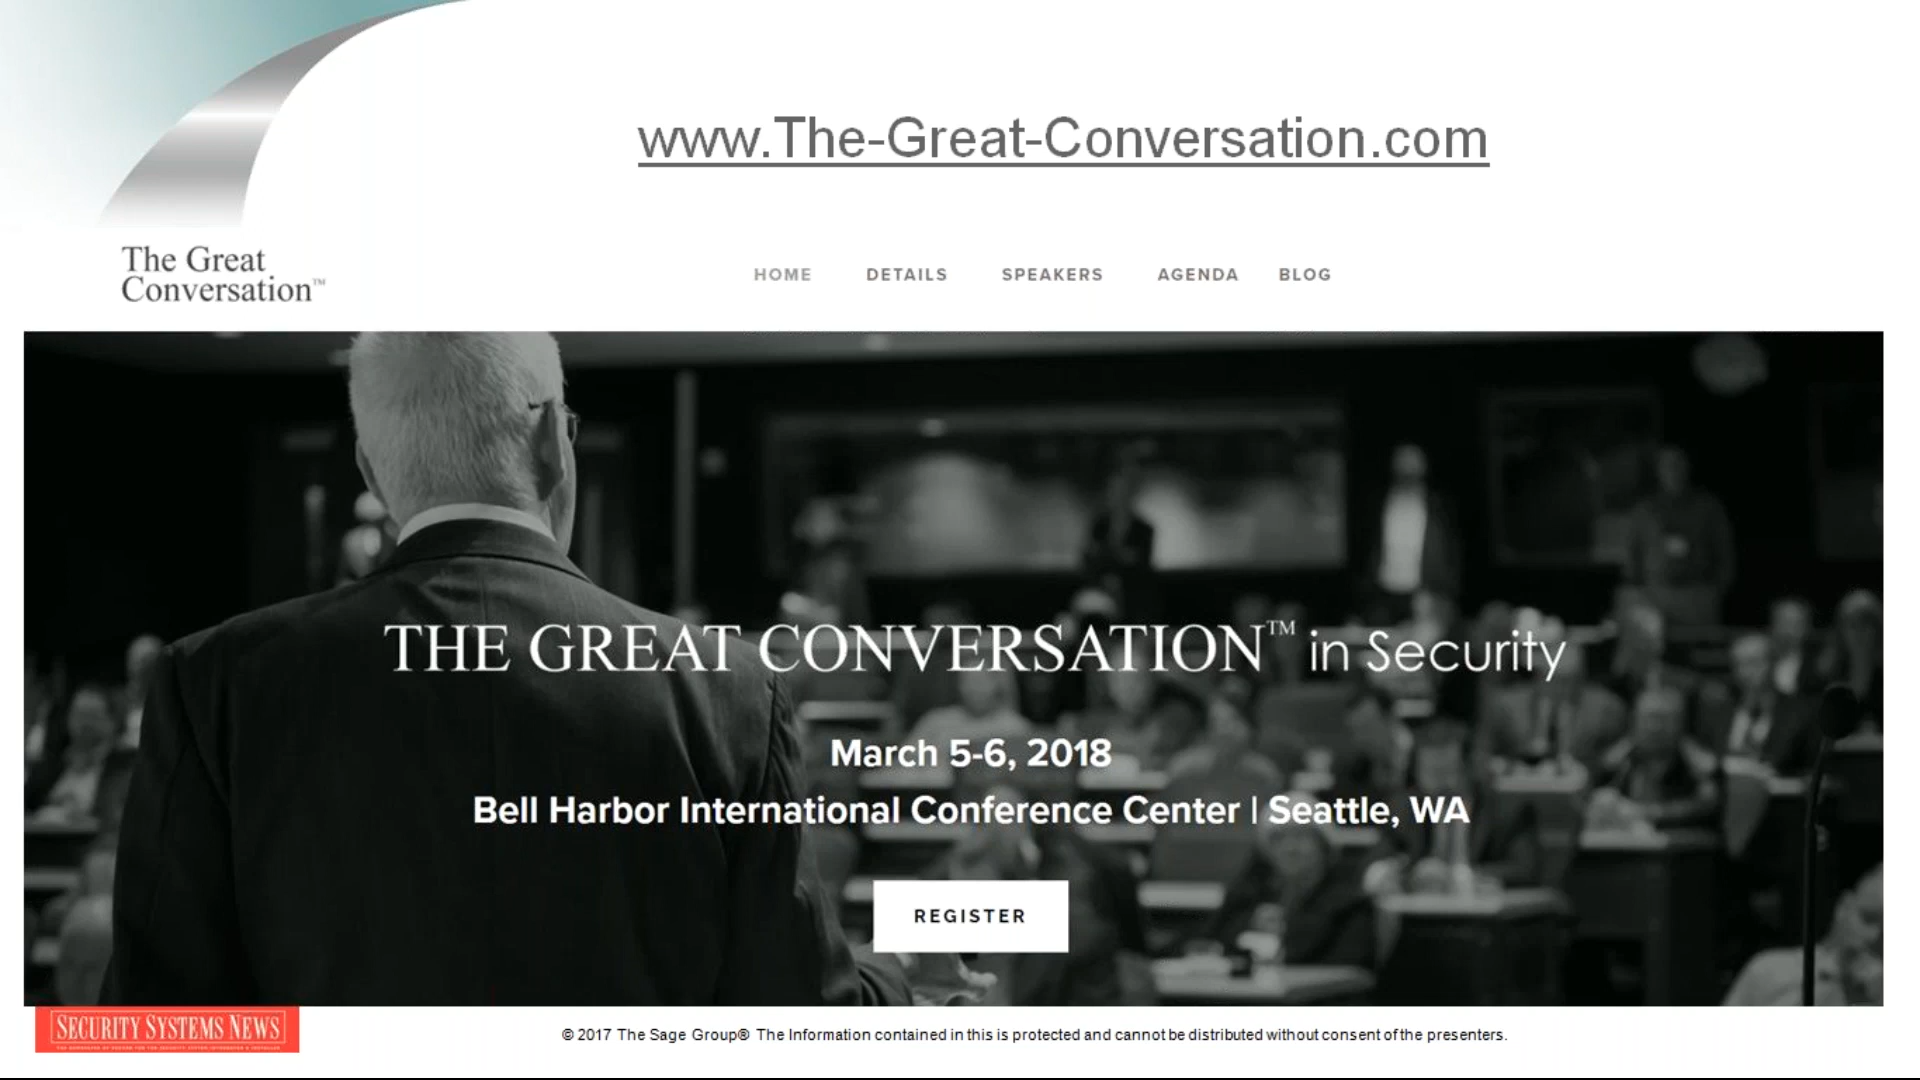 www.The-Great-Conversation.com
The Great
Conversation™
HOME DETAILS SPEAKERS AGENDA BLOG
THE GREAT CONVERSATION™ in Security
March 5-6, 2018
Bell Harbor International Conference Center | Seattle, WA
REGISTER
SECURITY SYSTEMS NEWS
© 2017 The Sage Group® The Information contained in this is protected and cannot be distributed without consent of the presenters.